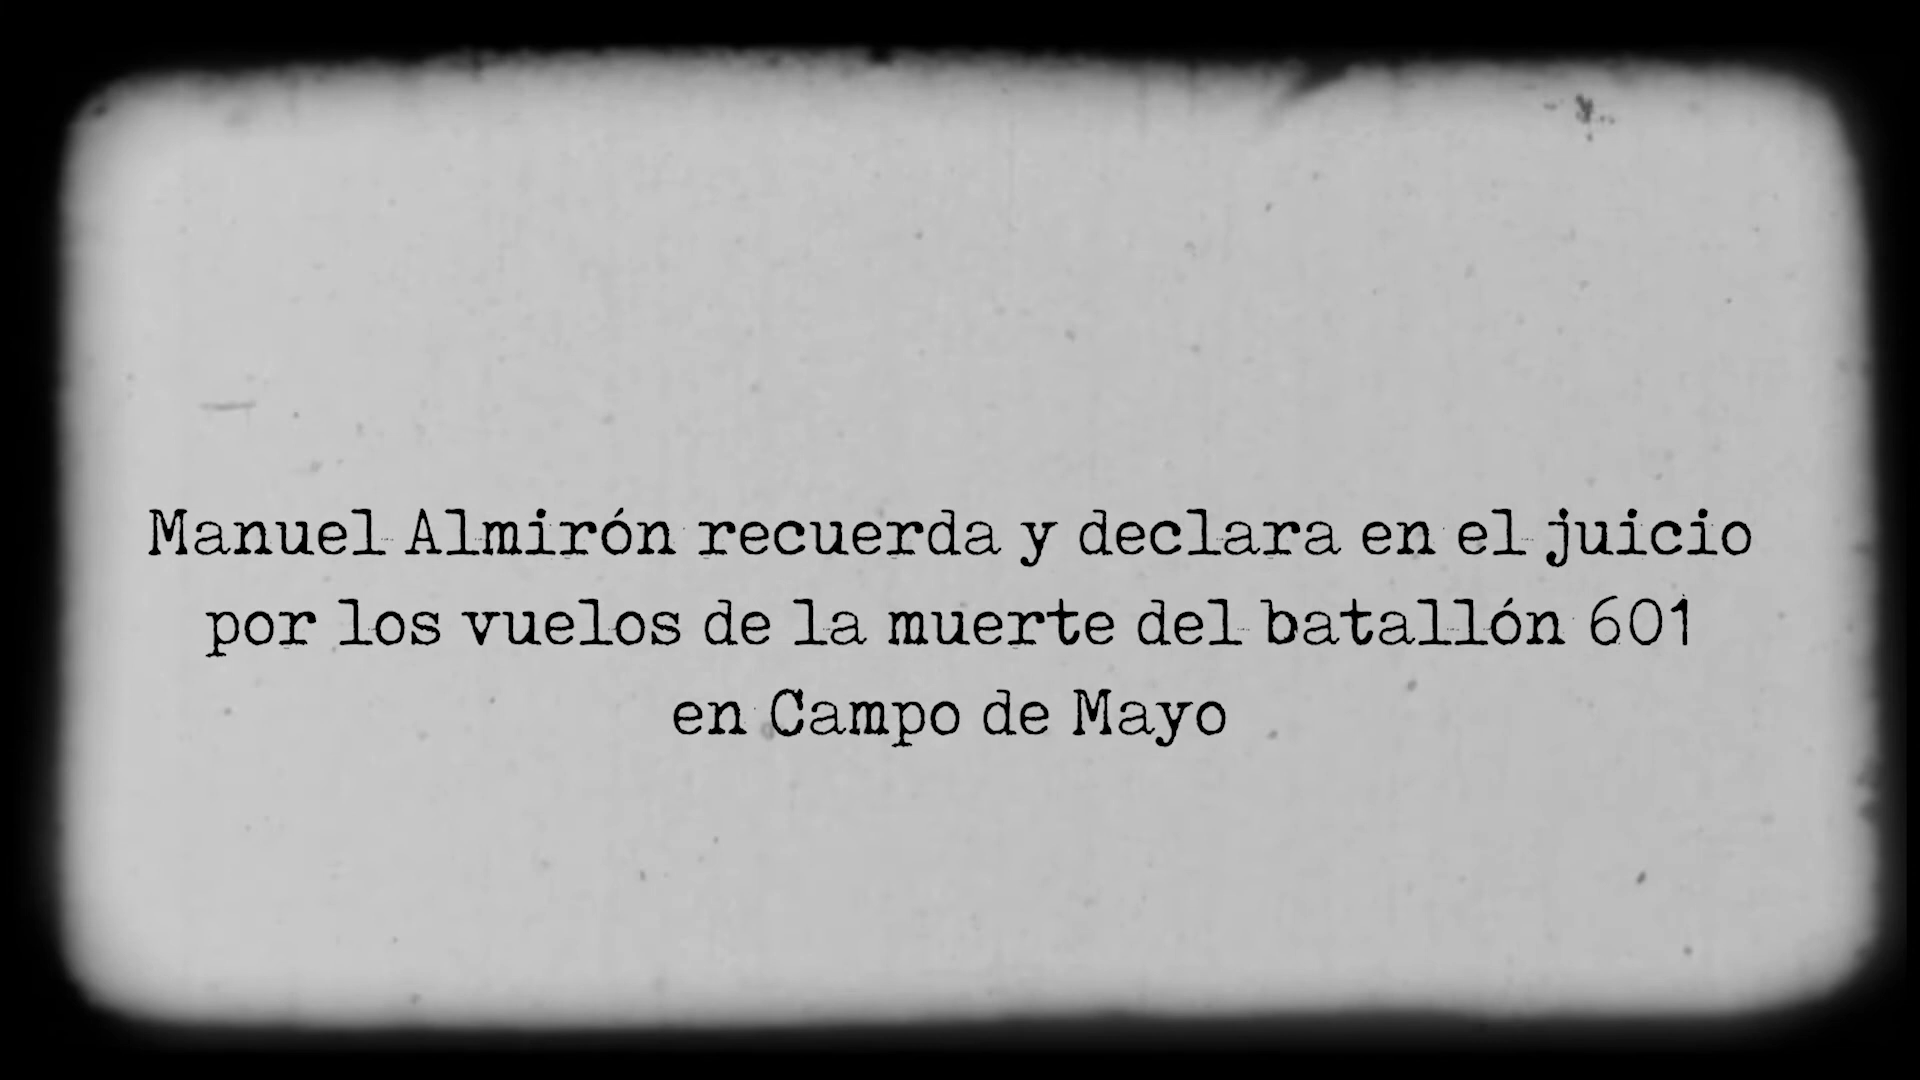 Manuel Almirón recuerda y declara en el juicio
por los vuelos de la muerte del batallón 601
en Campo de Mayo